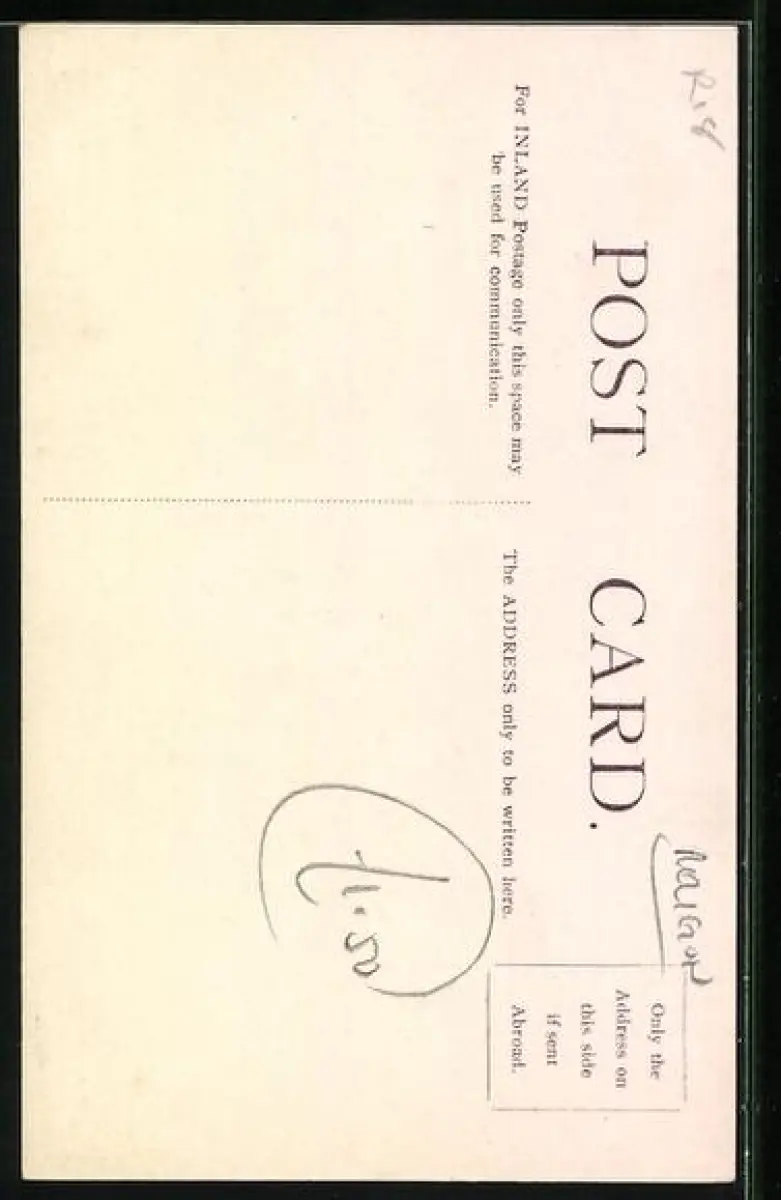 R18
POST CARD.
For INLAND Postage only this space may
be used for communication.
The ADDRESS only to be written here.
Only the
Address on
this side
if sent
Abroad.
£1.50